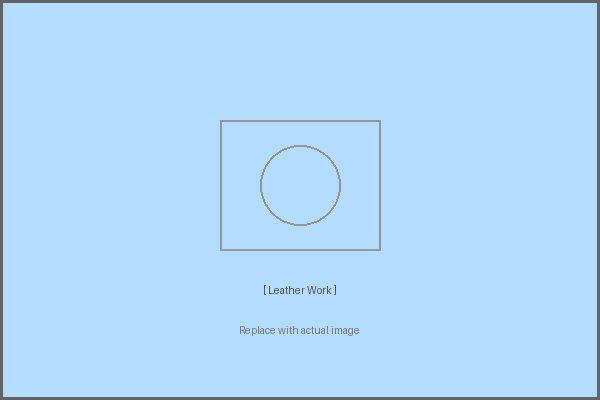 [ Leather Work ]
Replace with actual image